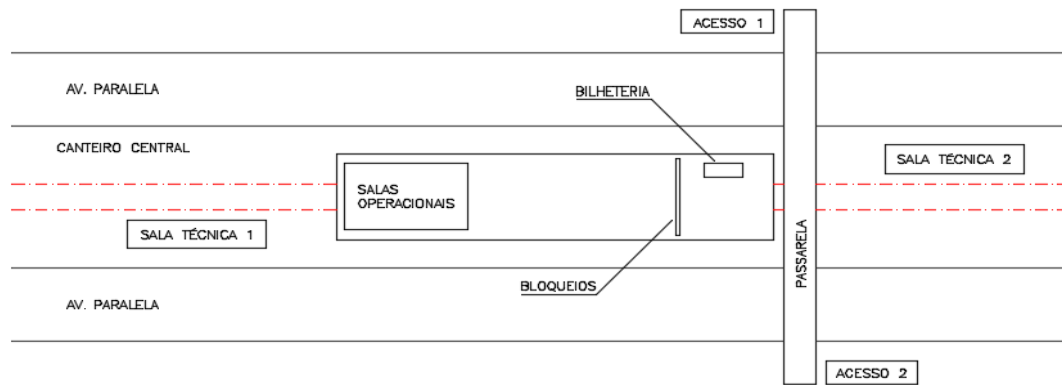 ACESSO 1
AV. PARALELA
BILHETERIA
CANTEIRO CENTRAL
SALA TÉCNICA 2
SALAS
OPERACIONAIS
SALA TÉCNICA 1
PASSARELA
BLOQUEIOS
AV. PARALELA
ACESSO 2